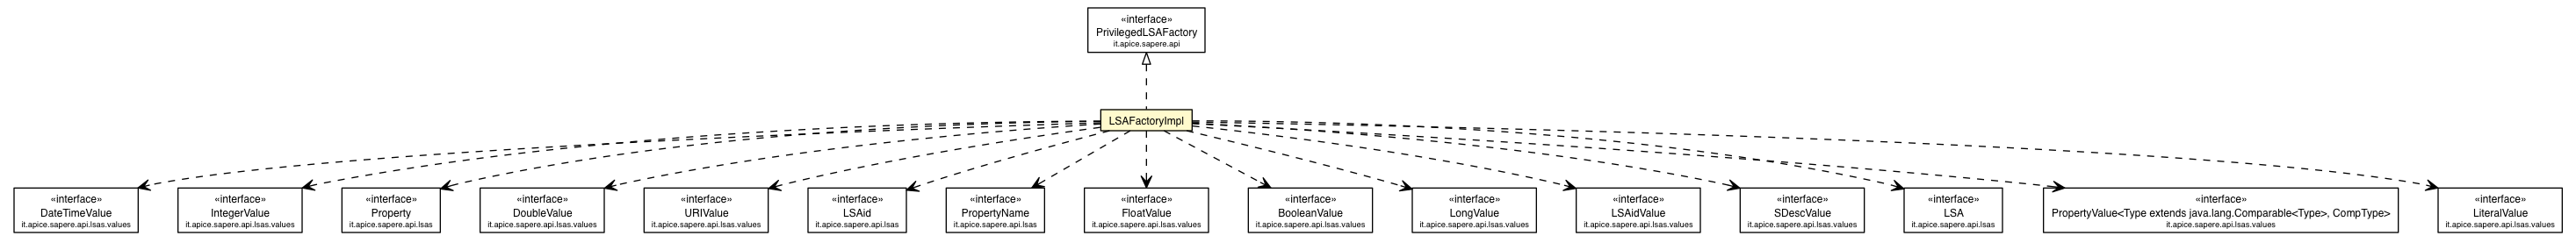 «interface»
PrivilegedLSAFactory
it.apice.sapere.api
LSAFactoryImpl
«interface»
DateTimeValue
it.apice.sapere.api.lsas.values
«interface»
IntegerValue
it.apice.sapere.api.lsas.values
«interface»
Property
it.apice.sapere.api.lsas
«interface»
DoubleValue
it.apice.sapere.api.lsas.values
«interface»
URIValue
it.apice.sapere.api.lsas.values
«interface»
LSAid
it.apice.sapere.api.lsas
«interface»
PropertyName
it.apice.sapere.api.lsas
«interface»
FloatValue
it.apice.sapere.api.lsas.values
«interface»
BooleanValue
it.apice.sapere.api.lsas.values
«interface»
LongValue
it.apice.sapere.api.lsas.values
«interface»
LSAidValue
it.apice.sapere.api.lsas.values
«interface»
SDescValue
it.apice.sapere.api.lsas.values
«interface»
LSA
it.apice.sapere.api.lsas
«interface»
PropertyValue<Type extends java.lang.Comparable<Type>, CompType>
it.apice.sapere.api.lsas.values
«interface»
LiteralValue
it.apice.sapere.api.lsas.values